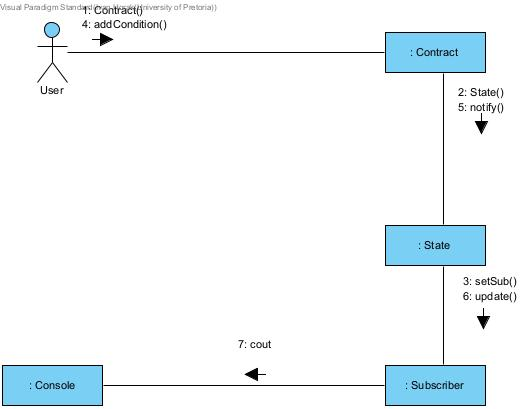 Visual Paradigm Standard(University of Pretoria))
1: Contract()
4: addCondition()
User
: Contract
2: State()
5: notify()
: State
3: setSub()
6: update()
7: cout
: Console
: Subscriber